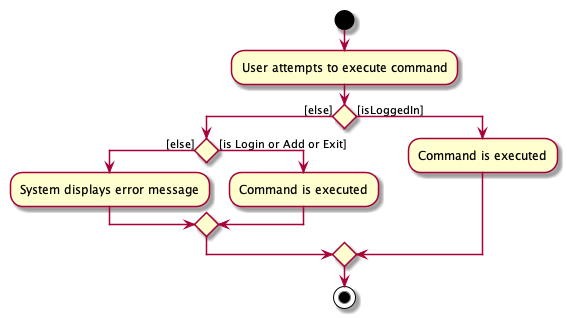 User attempts to execute command
[else]
[isLoggedIn]
[else]
[is Login or Add or Exit]
Command is executed
System displays error message
Command is executed